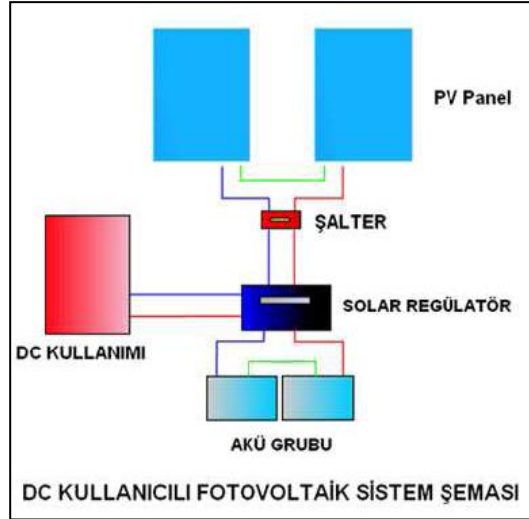 PV Panel
ŞALTER
SOLAR REGÜLATÖR
DC KULLANIMI
AKÜ GRUBU
DC KULLANICILI FOTOVOLTAİK SİSTEM ŞEMASI